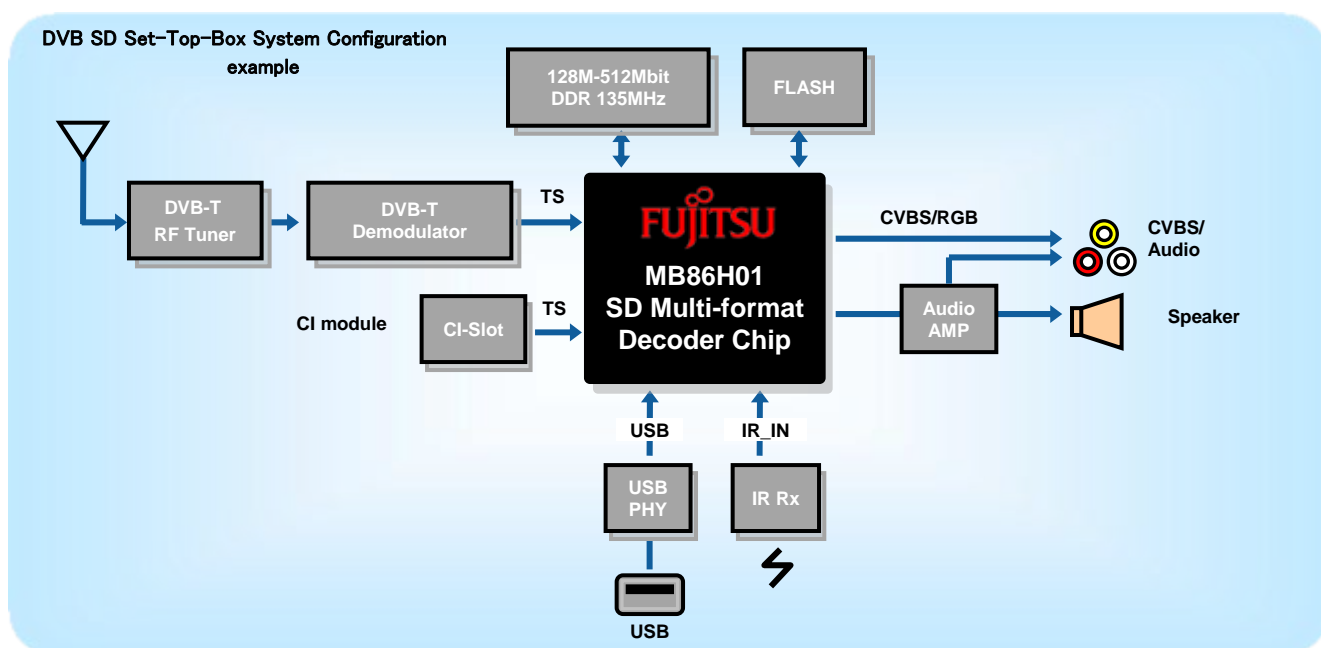 DVB SD Set-Top-Box System Configuration
example
128M-512Mbit
DDR 135MHz
FLASH
DVB-T
RF Tuner
DVB-T
Demodulator
TS
FUJITSU
MB86H01
SD Multi-format
Decoder Chip
CVBS/RGB
CVBS/
Audio
CI module
CI-Slot
TS
Audio
AMP
Speaker
USB
IR_IN
USB
PHY
IR Rx
USB